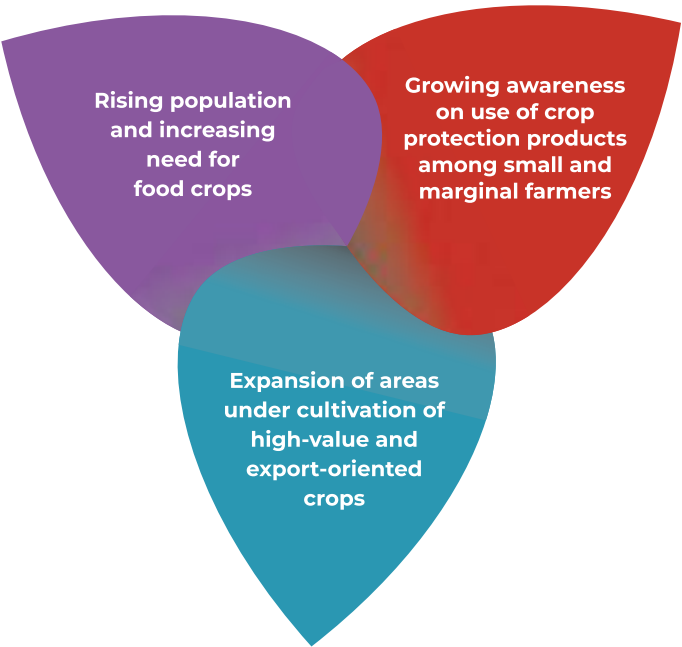 Rising population
and increasing
need for
food crops
Growing awareness
on use of crop
protection products
among small and
marginal farmers
Expansion of areas
under cultivation of
high-value and
export-oriented
crops